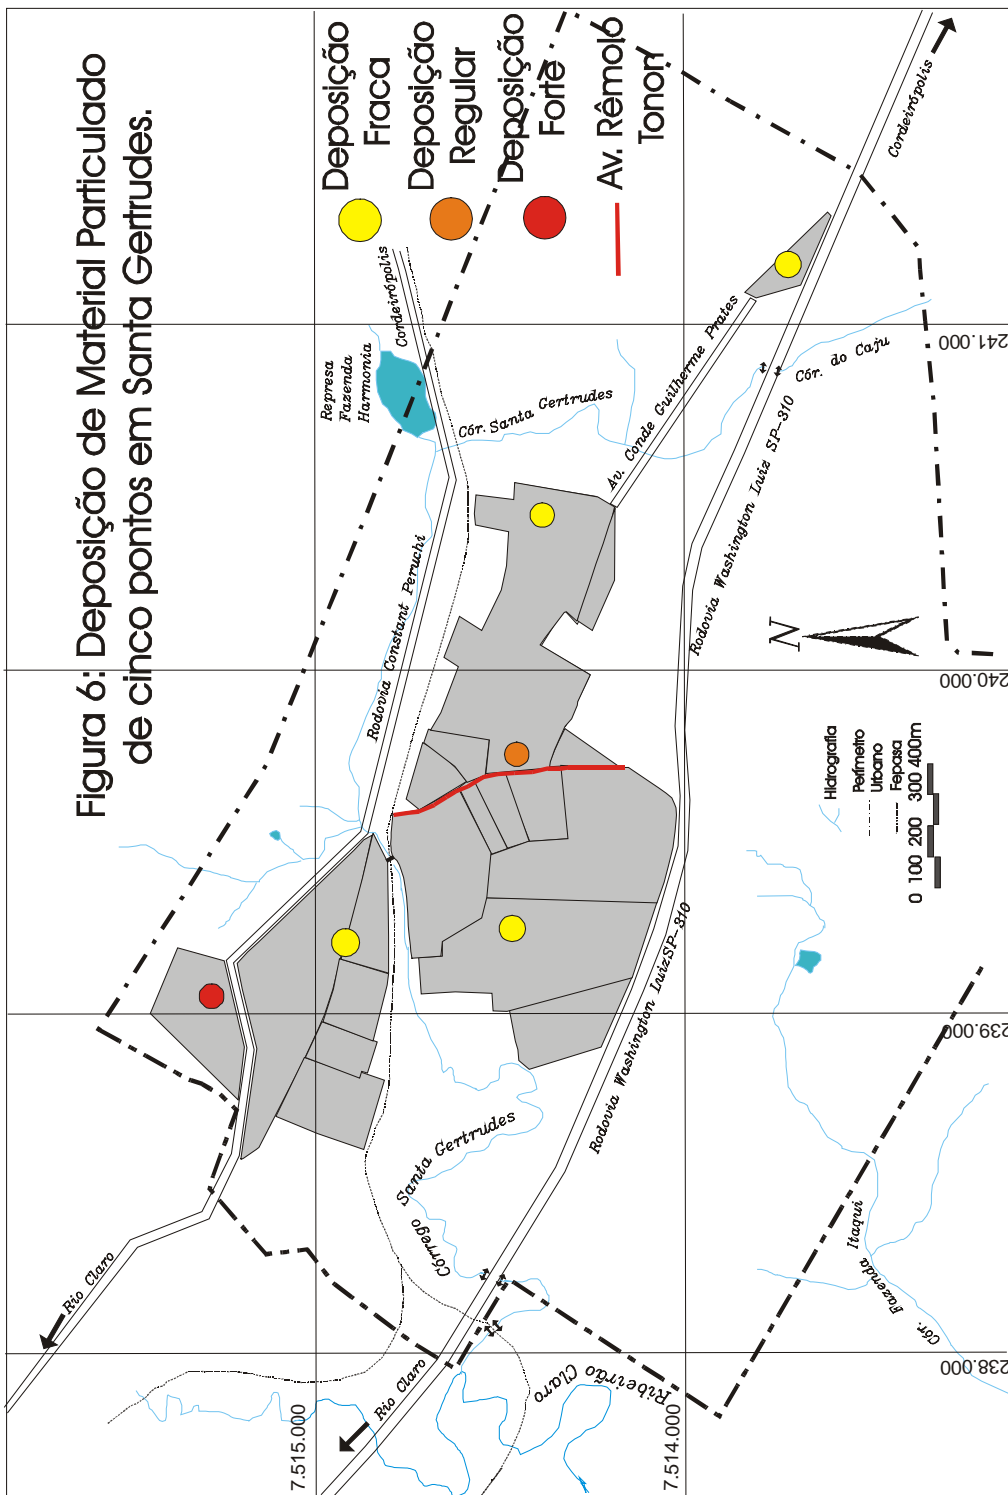 Figura 6: Deposição de Material Particulado
de cinco pontos em Santa Gertrudes.
Deposição
Fraca
Deposição
Regular
Deposição
Forte
Av. Rêmolo
Tonon
Cordeirópolis
Cordeirópolis
Represa
Fazenda
Harmonia
Cór. Santa Gertrudes
Av. Conde Guilherme Prates
Cór. do Caju
Rodovia Constant Peruchi
Rodovia Washington Luiz SP-310
N
241.000
240.000
239.000
238.000
Hidrografia
Perímetro
Urbano
Fepasa
0 100 200 300 400m
Rodovia Washington LuizSP-310
Córrego Santa Gertrudes
Rio Claro
Rio Claro
Ribeirão
Claro
Cór. Fazenda Itaqui
7.515.000
7.514.000